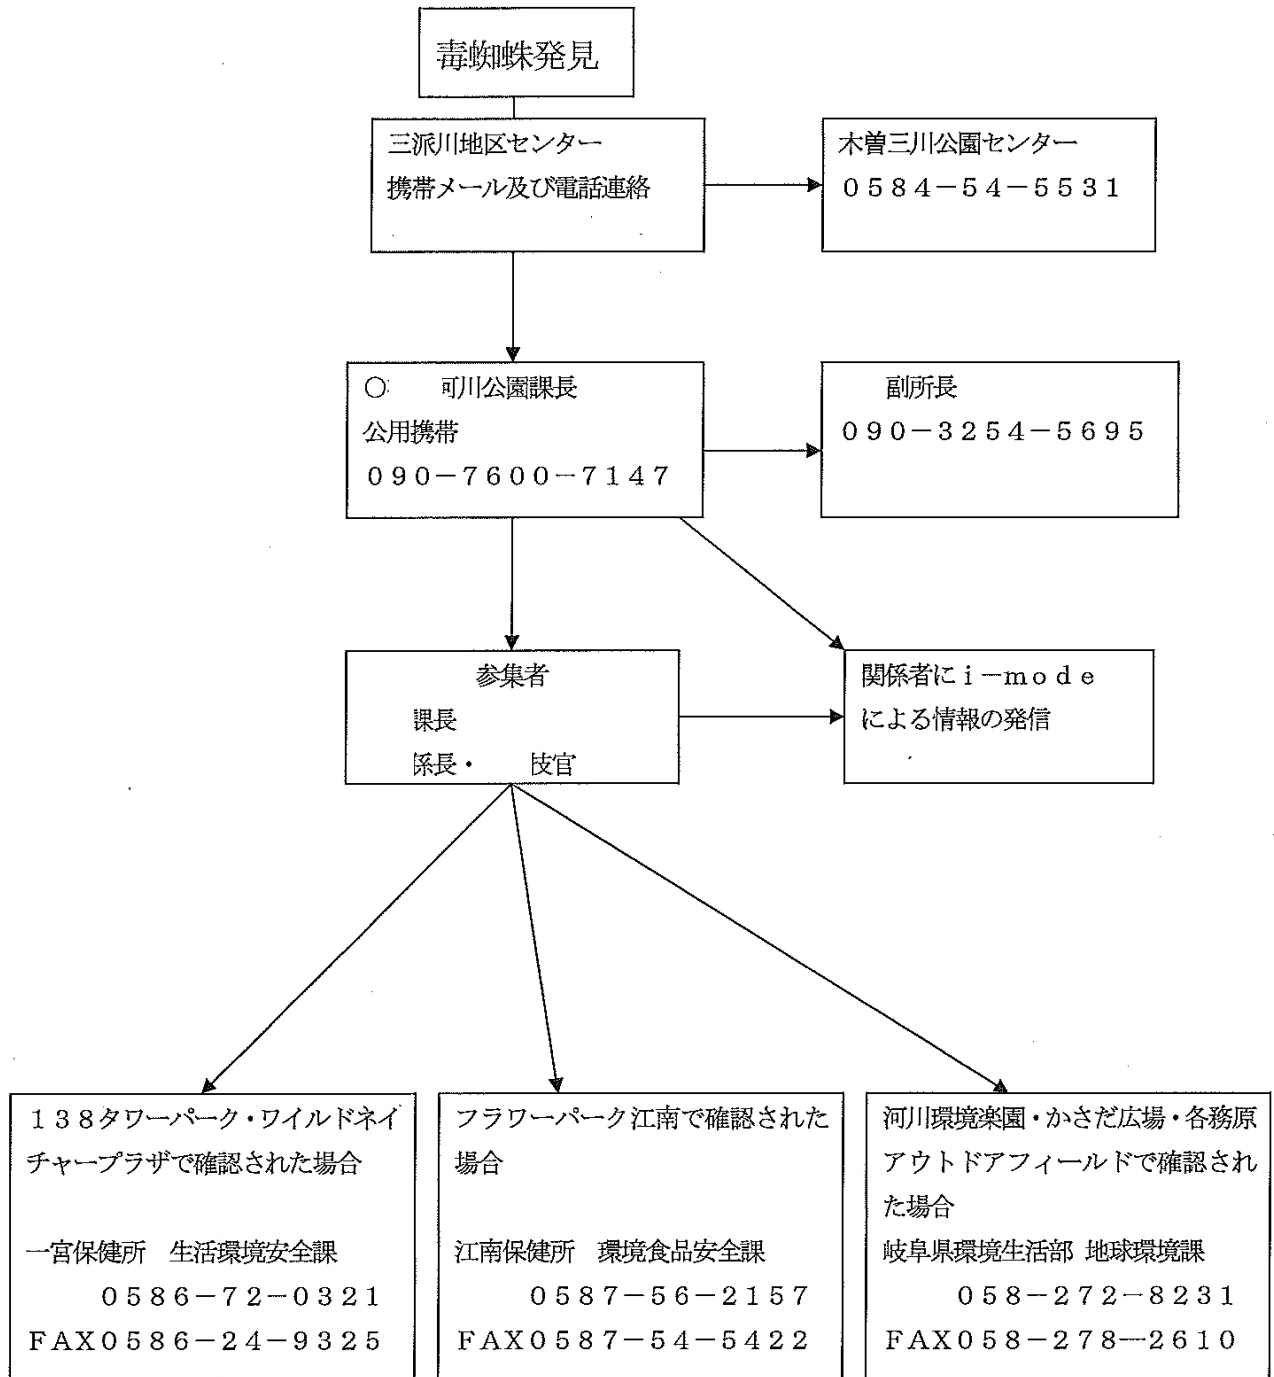 毒蜘蛛発見
三派川地区センター
携帯メール及び電話連絡
木曽三川公園センター
０５８４－５４－５５３１
○ 河川公園課長
公用携帯
０９０－７６００－７１４７
副所長
０９０－３２５４－５６９５
参集者
課長
係長・ 技官
関係者にｉ－ｍｏｄｅ
による情報の発信
１３８タワーパーク・ワイルドネイ
チャープラザで確認された場合
一宮保健所　生活環境安全課
０５８６－７２－０３２１
ＦＡＸ０５８６－２４－９３２５
フラワーパーク江南で確認された
場合
江南保健所　環境食品安全課
０５８７－５６－２１５７
ＦＡＸ０５８７－５４－５４２２
河川環境楽園・かさだ広場・各務原
アウトドアフィールドで確認され
た場合
岐阜県環境生活部 地球環境課
０５８－２７２－８２３１
ＦＡＸ０５８－２７８－２６１０